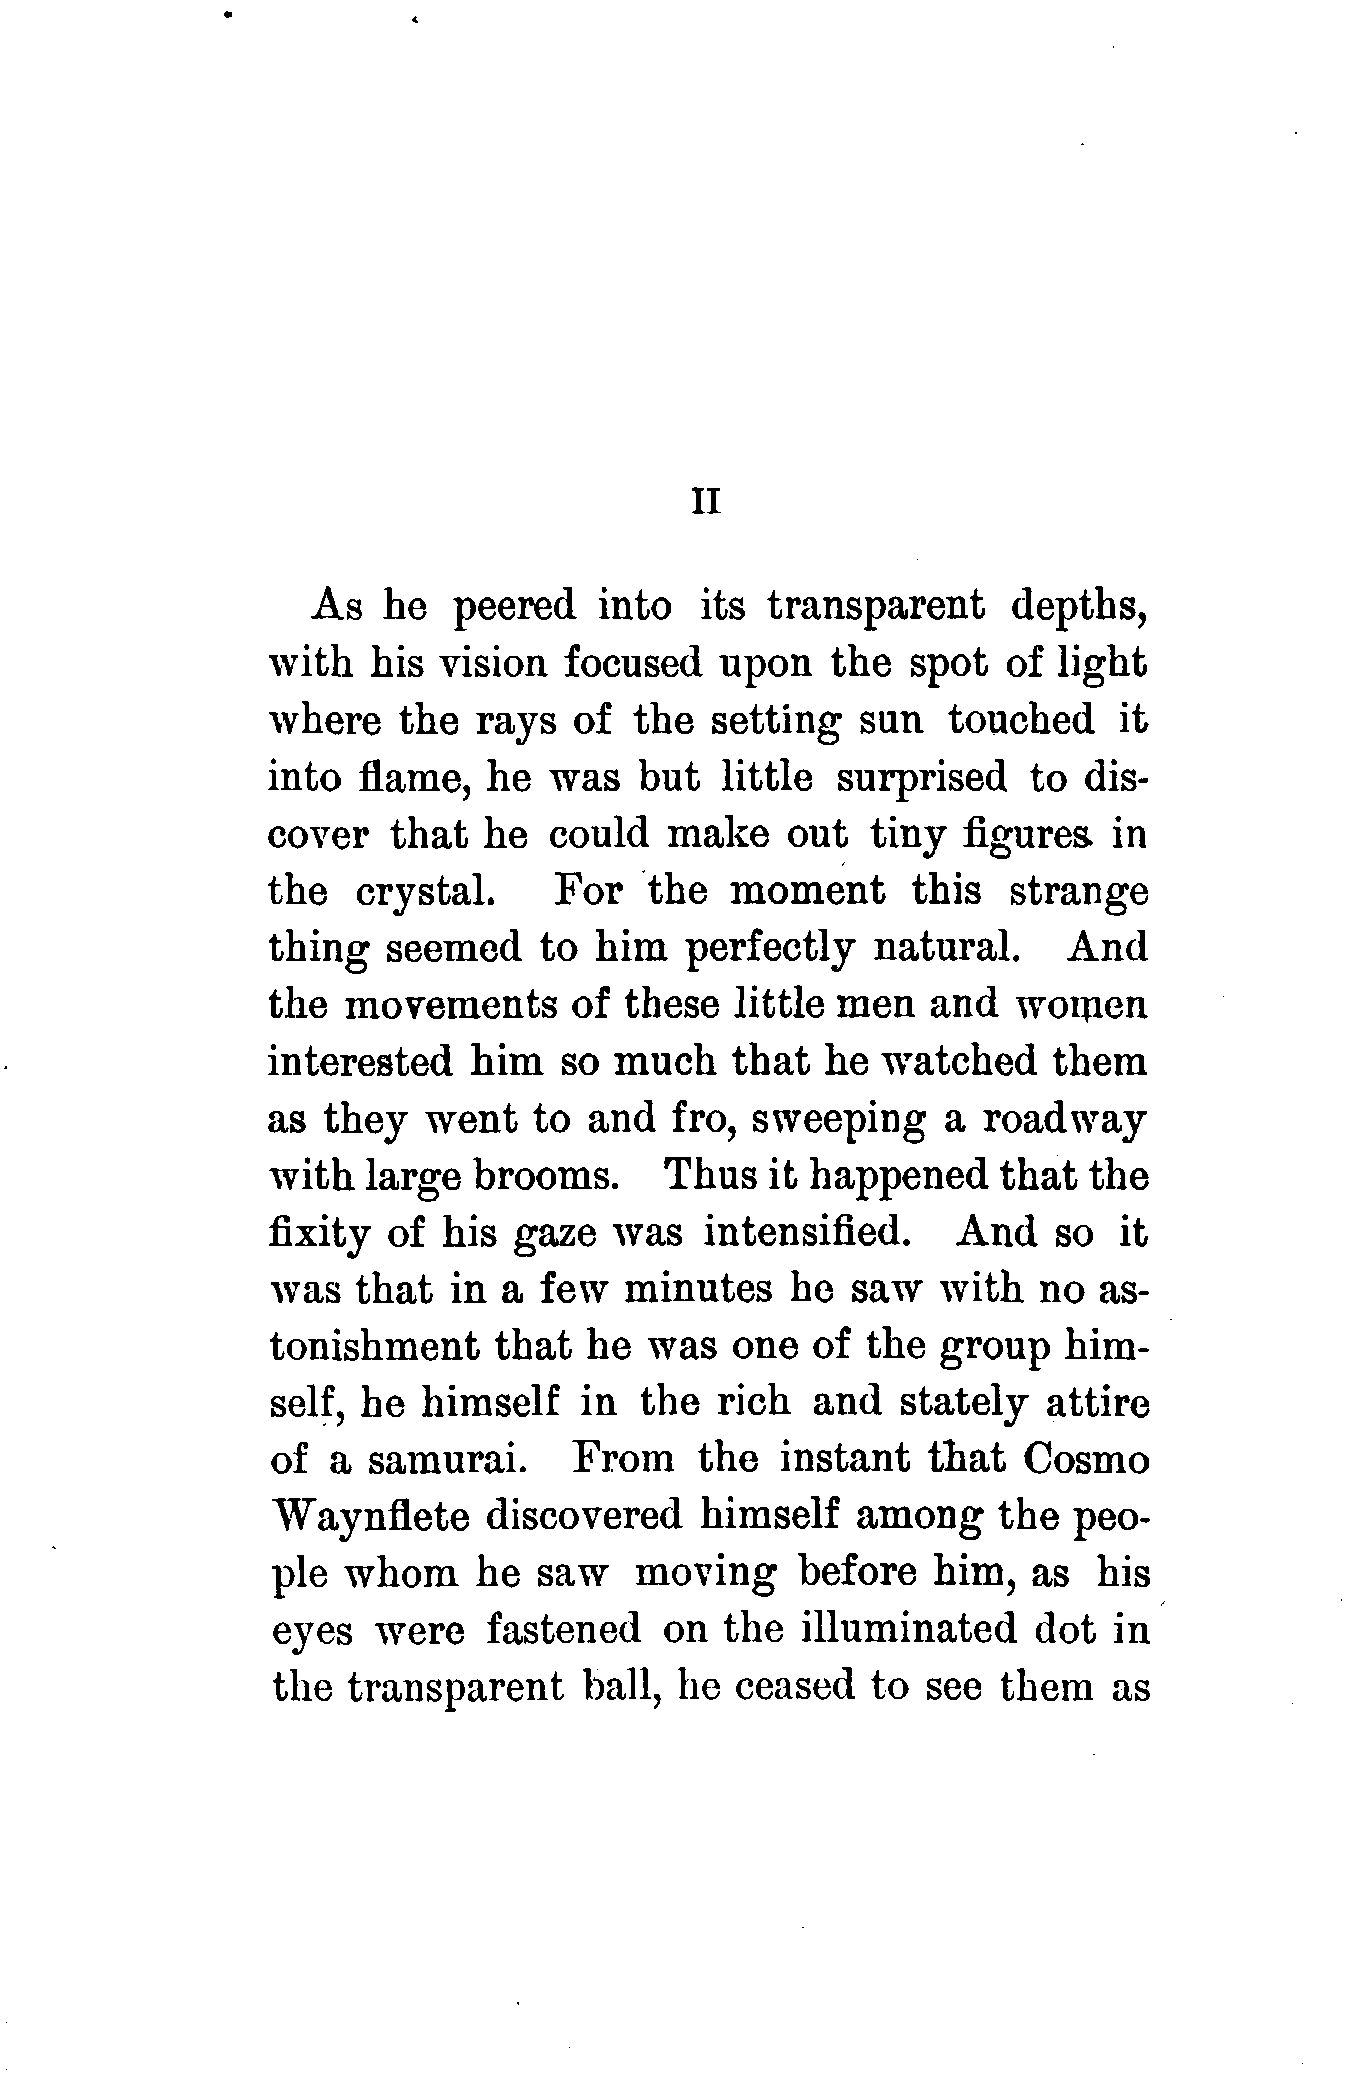 II
As he peered into its transparent depths,
with his vision focused upon the spot of light
where the rays of the setting sun touched it
into flame, he was but little surprised to dis-
cover that he could make out tiny figures in
the crystal. For the moment this strange
thing seemed to him perfectly natural. And
the movements of these little men and women
interested him so much that he watched them
as they went to and fro, sweeping a roadway
with large brooms. Thus it happened that the
fixity of his gaze was intensified. And so it
was that in a few minutes he saw with no as-
tonishment that he was one of the group him-
self, he himself in the rich and stately attire
of a samurai. From the instant that Cosmo
Waynflete discovered himself among the peo-
ple whom he saw moving before him, as his
eyes were fastened on the illuminated dot in
the transparent ball, he ceased to see them as